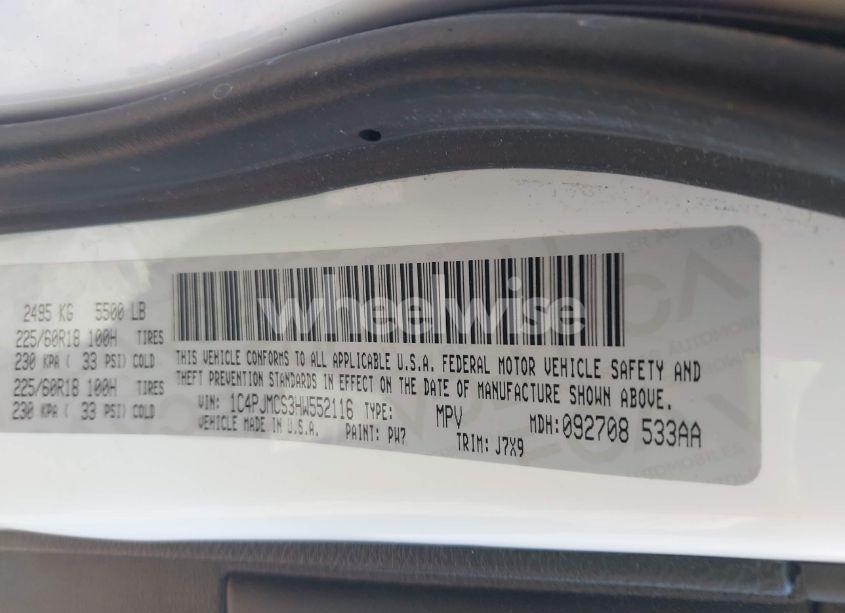 2495 KG 5500 LB
225/60R18 100H TIRES
230 KPA ( 33 PSI) COLD
225/60R18 100H TIRES
230 KPA ( 33 PSI) COLD
wheelwise
THIS VEHICLE CONFORMS TO ALL APPLICABLE U.S.A. FEDERAL MOTOR VEHICLE SAFETY AND
THEFT PREVENTION STANDARDS IN EFFECT ON THE DATE OF MANUFACTURE SHOWN ABOVE.
VIN: 1C4PJMCS3HW552116 TYPE: MPV MDH:092708 533AA
VEHICLE MADE IN U.S.A. PAINT: PW7 TRIM: J7X9